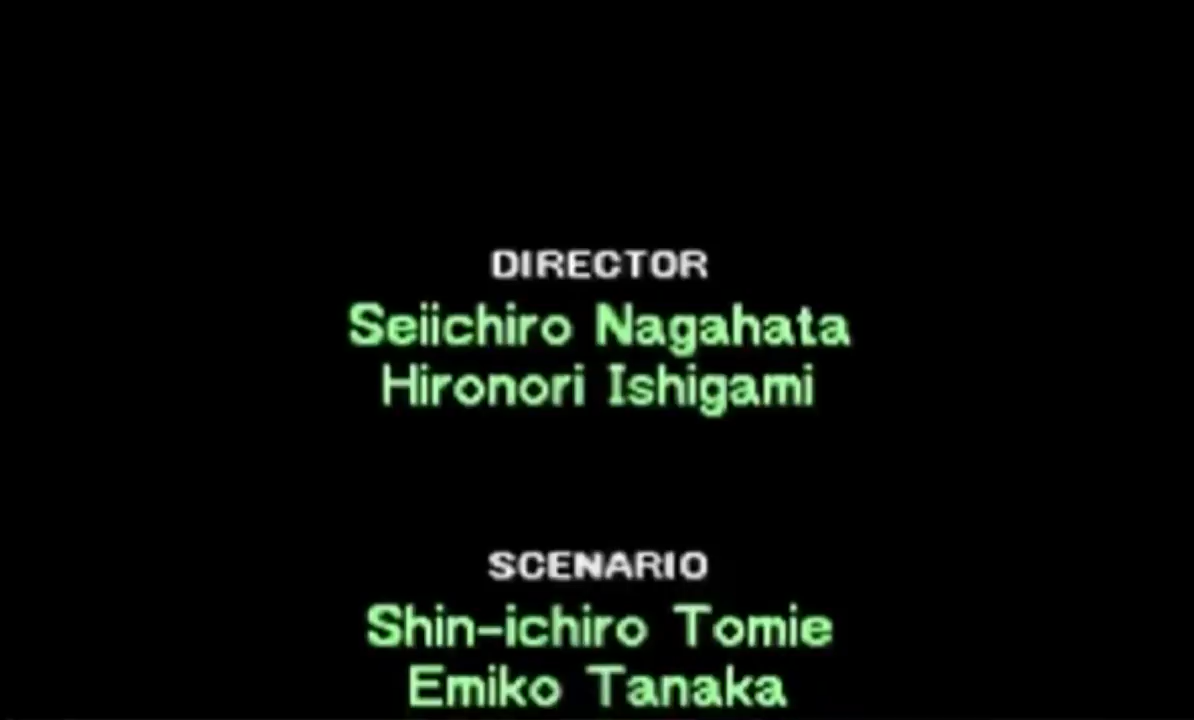 DIRECTOR
Seiichiro Nagahata
Hironori Ishigami
SCENARIO
Shin-ichiro Tomie
Emiko Tanaka